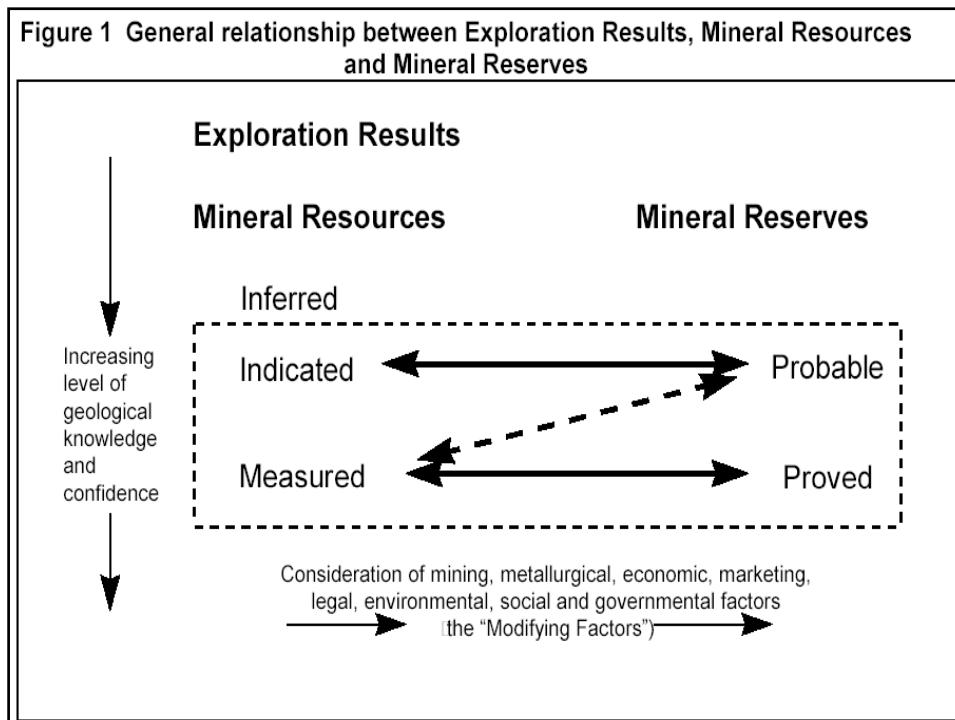 Figure 1 General relationship between Exploration Results, Mineral Resources
and Mineral Reserves
Exploration Results
Mineral Resources
Mineral Reserves
Inferred
Increasing
level of
geological
knowledge
and
confidence
Indicated
Probable
Measured
Proved
Consideration of mining, metallurgical, economic, marketing,
legal, environmental, social and governmental factors
the “Modifying Factors”)